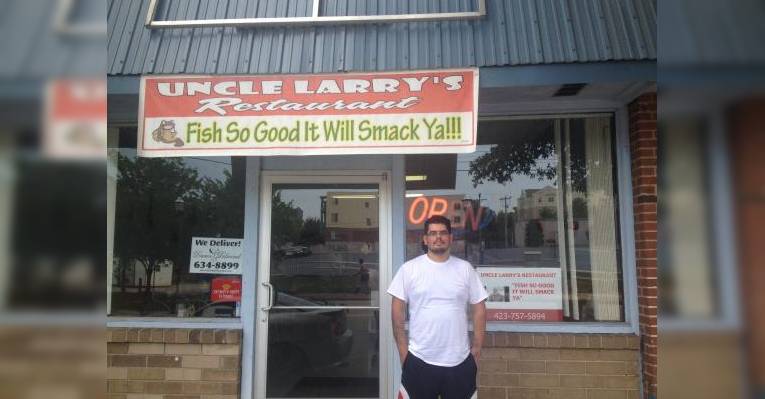 UNCLE LARRY'S
Restaurant
Fish So Good It Will Smack Ya!!!
OPEN
We Deliver!
634-8899
UNCLE LARRY'S RESTAURANT
"FISH SO GOOD
IT WILL SMACK
YA"
423-757-5894